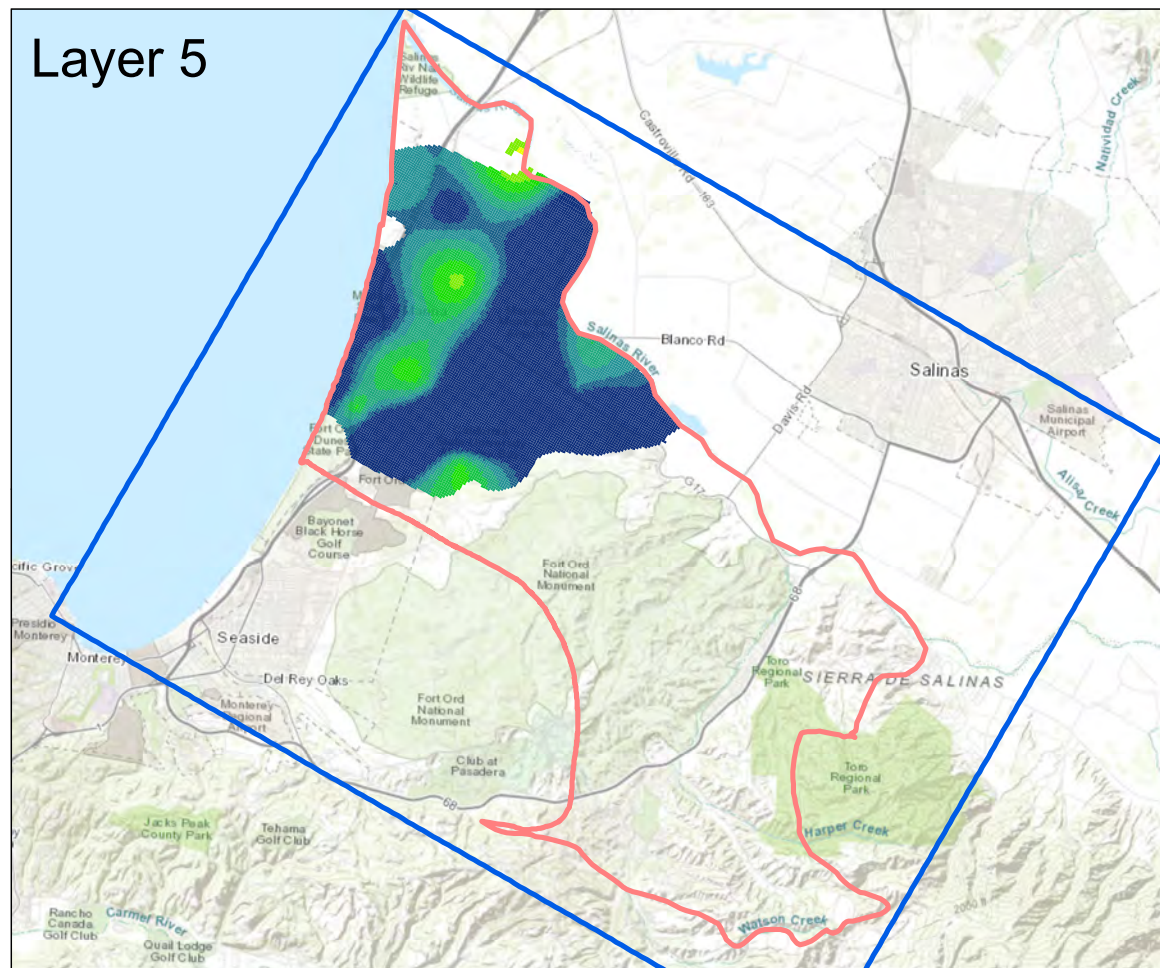 Layer 5
Salinas
Riv Nat
Wildlife
Refuge
Castroville Rd
183
Natividad Creek
Salinas River
Blanco Rd
Salinas
Davis Rd
Salinas
Municipal
Airport
Alisal Creek
Dunes
Fort Ord
G17
Bayonet
Black Horse
Golf
Course
Fort Ord
National
Monument
68
cific Grove
Presidio
Monterey
Monterey
Seaside
Del Rey Oaks
Toro
Regional
Park
SIERRA DE SALINAS
Fort Ord
National
Monument
Monterey
Regional
Airport
Club at
Pasadera
Toro
Regional
Park
68
Jacks Peak
County Park
Tehama
Golf Club
Harper Creek
Rancho
Canada
Golf Club
Carmel River
Quail Lodge
Golf Club
Watson Creek